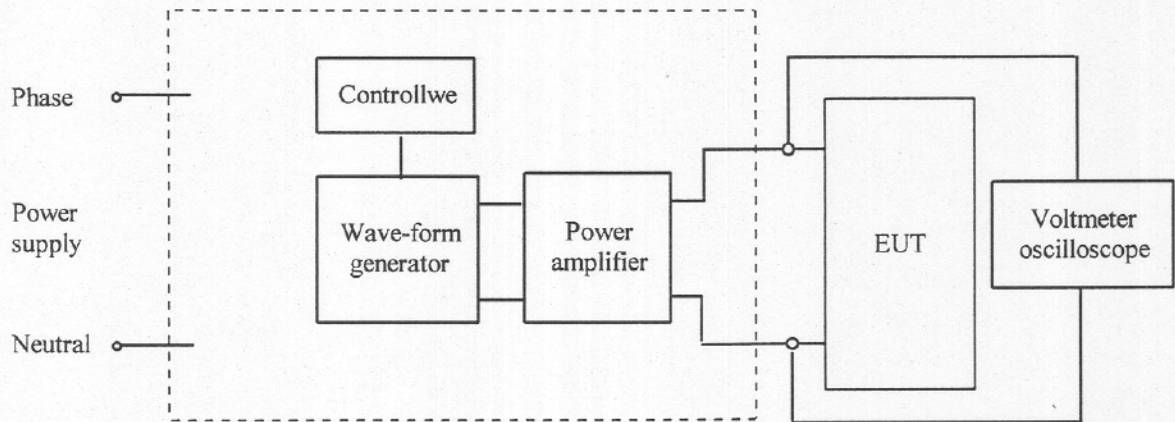 Phase
Controllwe
Power
supply
Wave-form
generator
Power
amplifier
EUT
Voltmeter
oscilloscope
Neutral